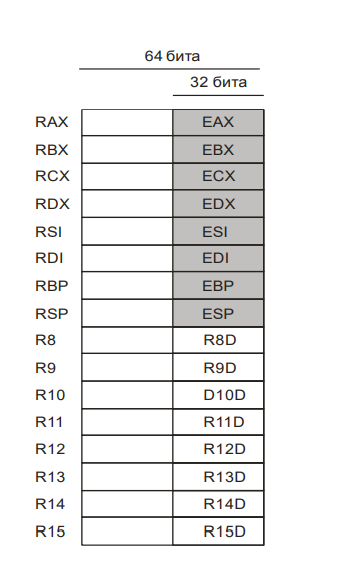 64 бита
32 бита
RAX EAX
RBX EBX
RCX ECX
RDX EDX
RSI ESI
RDI EDI
RBP EBP
RSP ESP
R8 R8D
R9 R9D
R10 D10D
R11 R11D
R12 R12D
R13 R13D
R14 R14D
R15 R15D